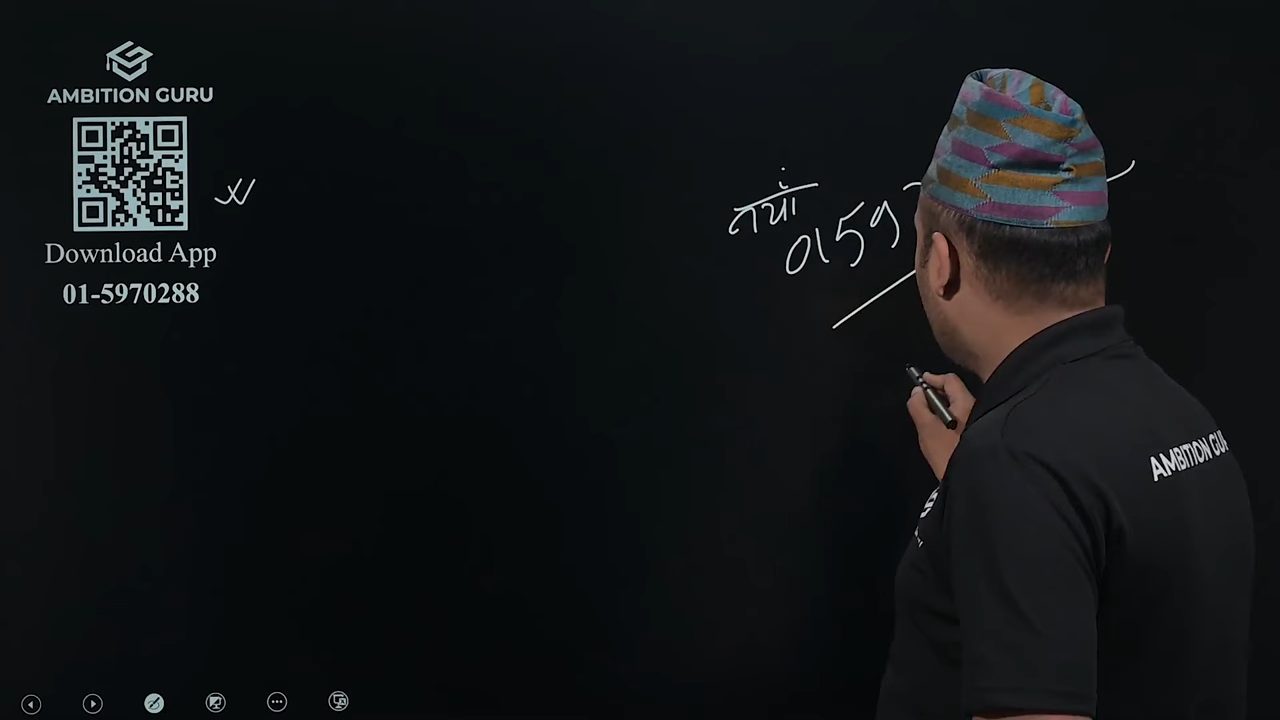 AMBITION GURU
Download App
01-5970288
नयाँ
0159
AMBITION GU